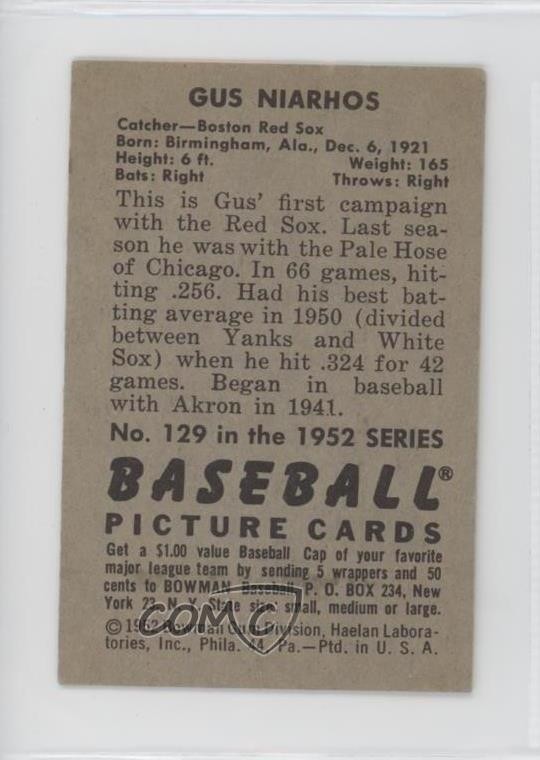 GUS NIARHOS
Catcher—Boston Red Sox
Born: Birmingham, Ala., Dec. 6, 1921
Height: 6 ft. Weight: 165
Bats: Right Throws: Right
This is Gus' first campaign
with the Red Sox. Last sea-
son he was with the Pale Hose
of Chicago. In 66 games, hit-
ting .256. Had his best bat-
ting average in 1950 (divided
between Yanks and White
Sox) when he hit .324 for 42
games. Began in baseball
with Akron in 1941.
No. 129 in the 1952 SERIES
BASEBALL®
PICTURE CARDS
Get a $1.00 value Baseball Cap of your favorite
major league team by sending 5 wrappers and 50
cents to BOWMAN Baseball, P. O. BOX 234, New
York 23, N. Y. State size: small, medium or large.
©1952 Bowman Gum Division, Haelan Labora-
tories, Inc., Phila. 44, Pa.—Ptd. in U. S. A.
COMC